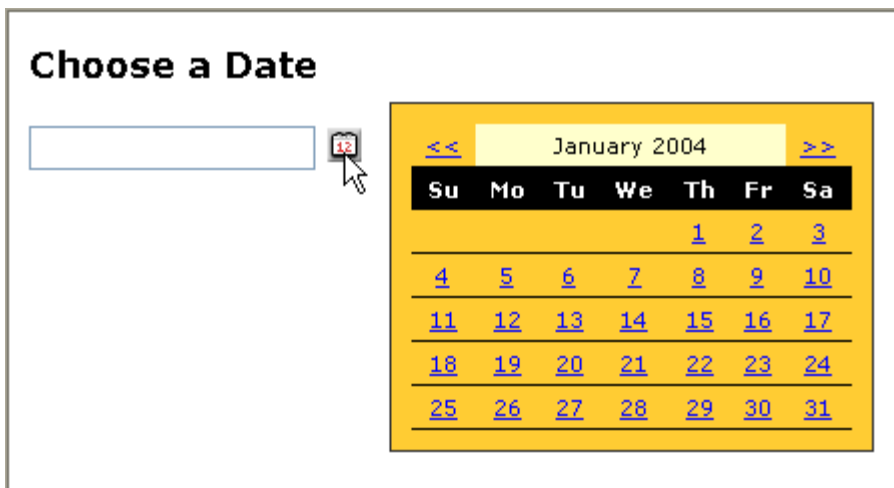 Choose a Date
12
<< January 2004 >>
Su Mo Tu We Th Fr Sa
1 2 3
4 5 6 7 8 9 10
11 12 13 14 15 16 17
18 19 20 21 22 23 24
25 26 27 28 29 30 31